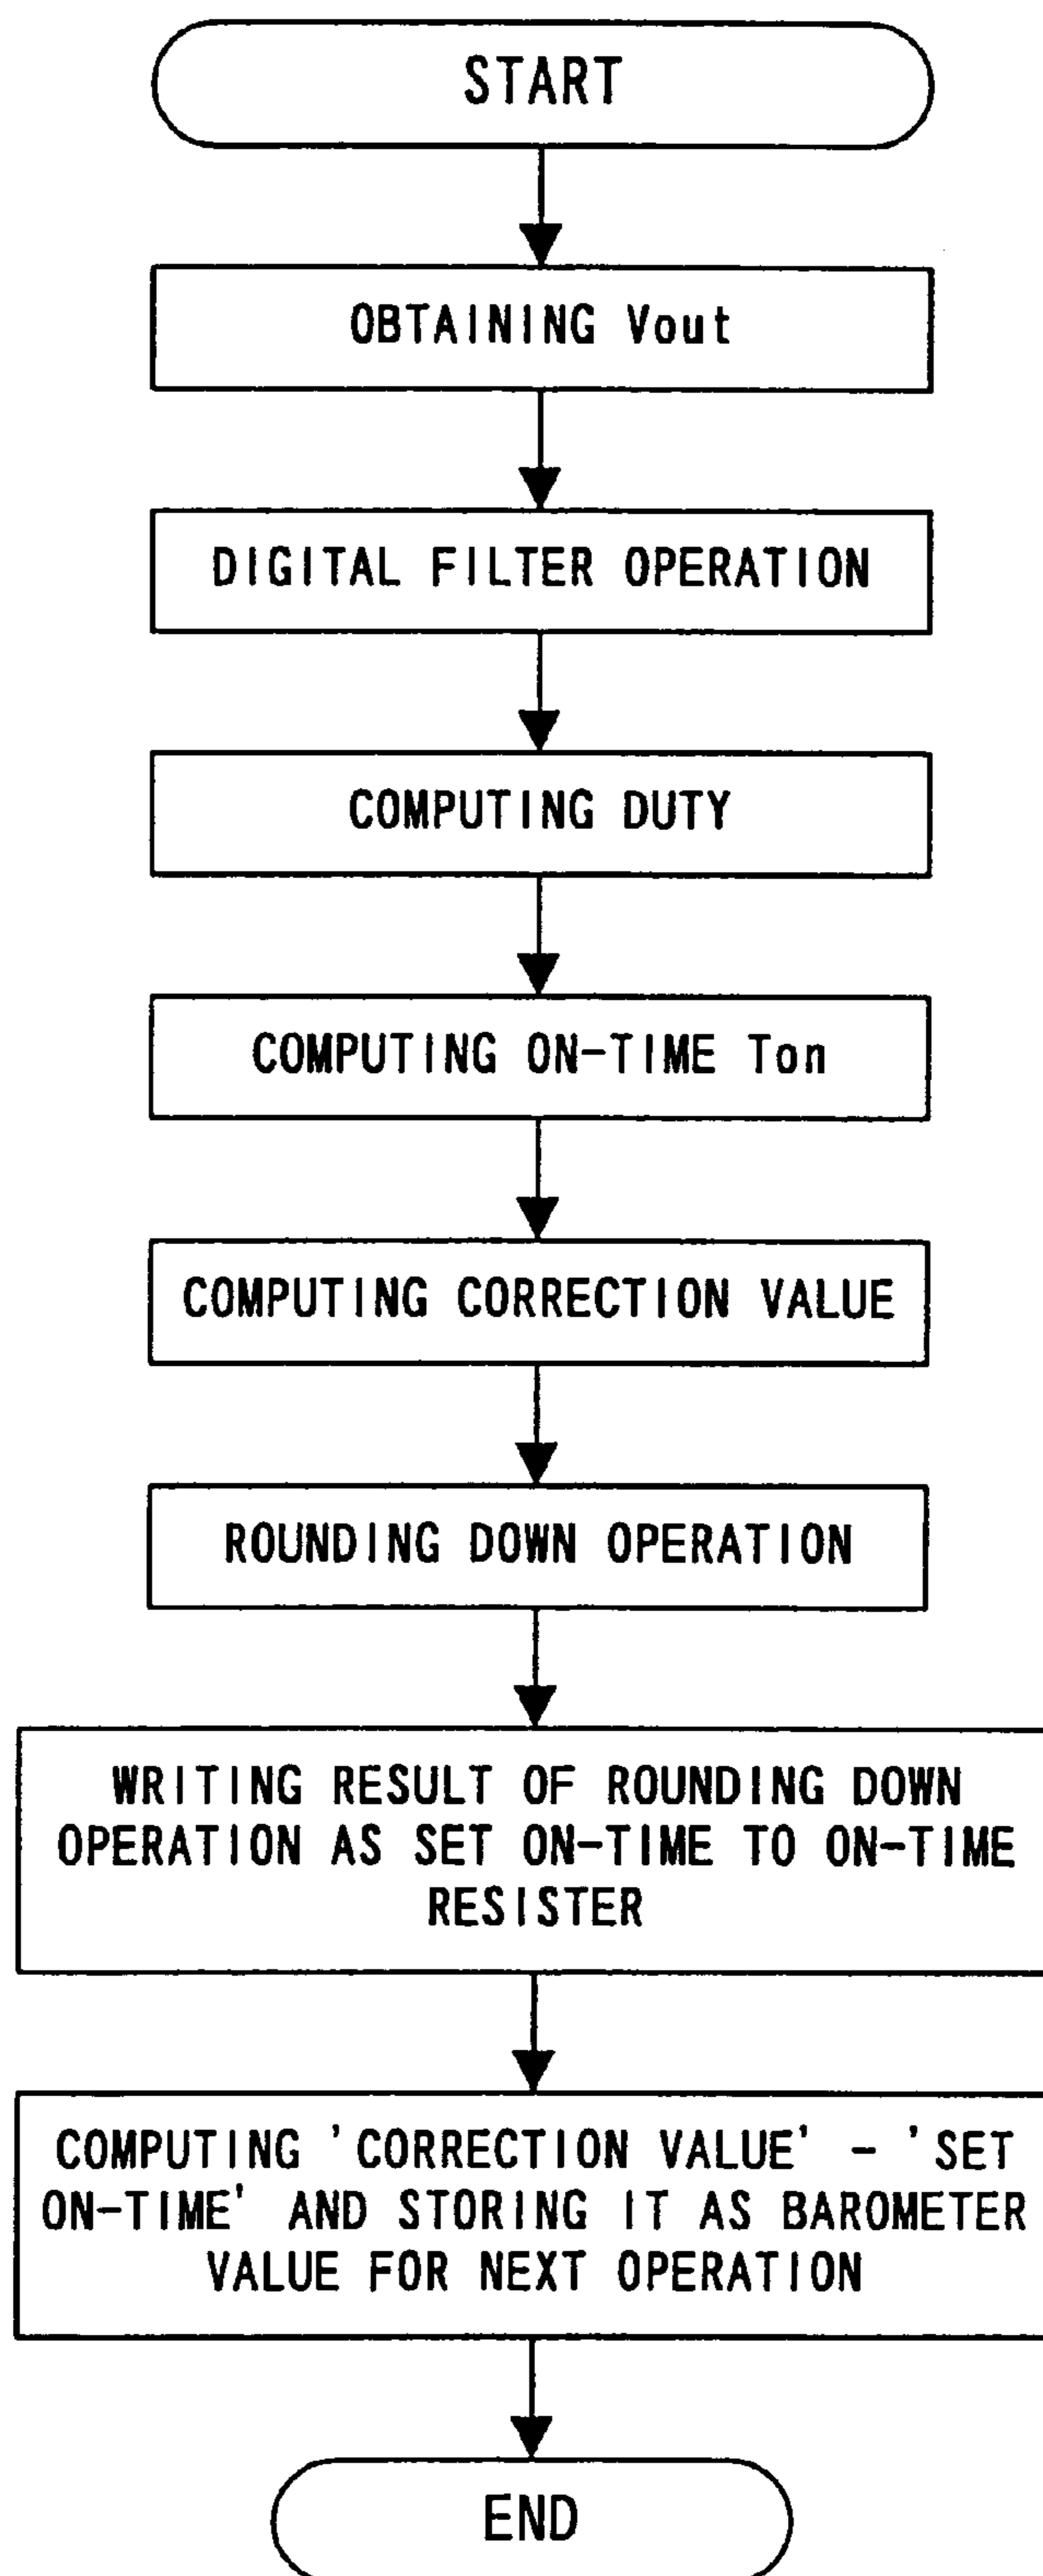 START
OBTAINING Vout
DIGITAL FILTER OPERATION
COMPUTING DUTY
COMPUTING ON-TIME Ton
COMPUTING CORRECTION VALUE
ROUNDING DOWN OPERATION
WRITING RESULT OF ROUNDING DOWN
OPERATION AS SET ON-TIME TO ON-TIME
RESISTER
COMPUTING 'CORRECTION VALUE' - 'SET
ON-TIME' AND STORING IT AS BAROMETER
VALUE FOR NEXT OPERATION
END